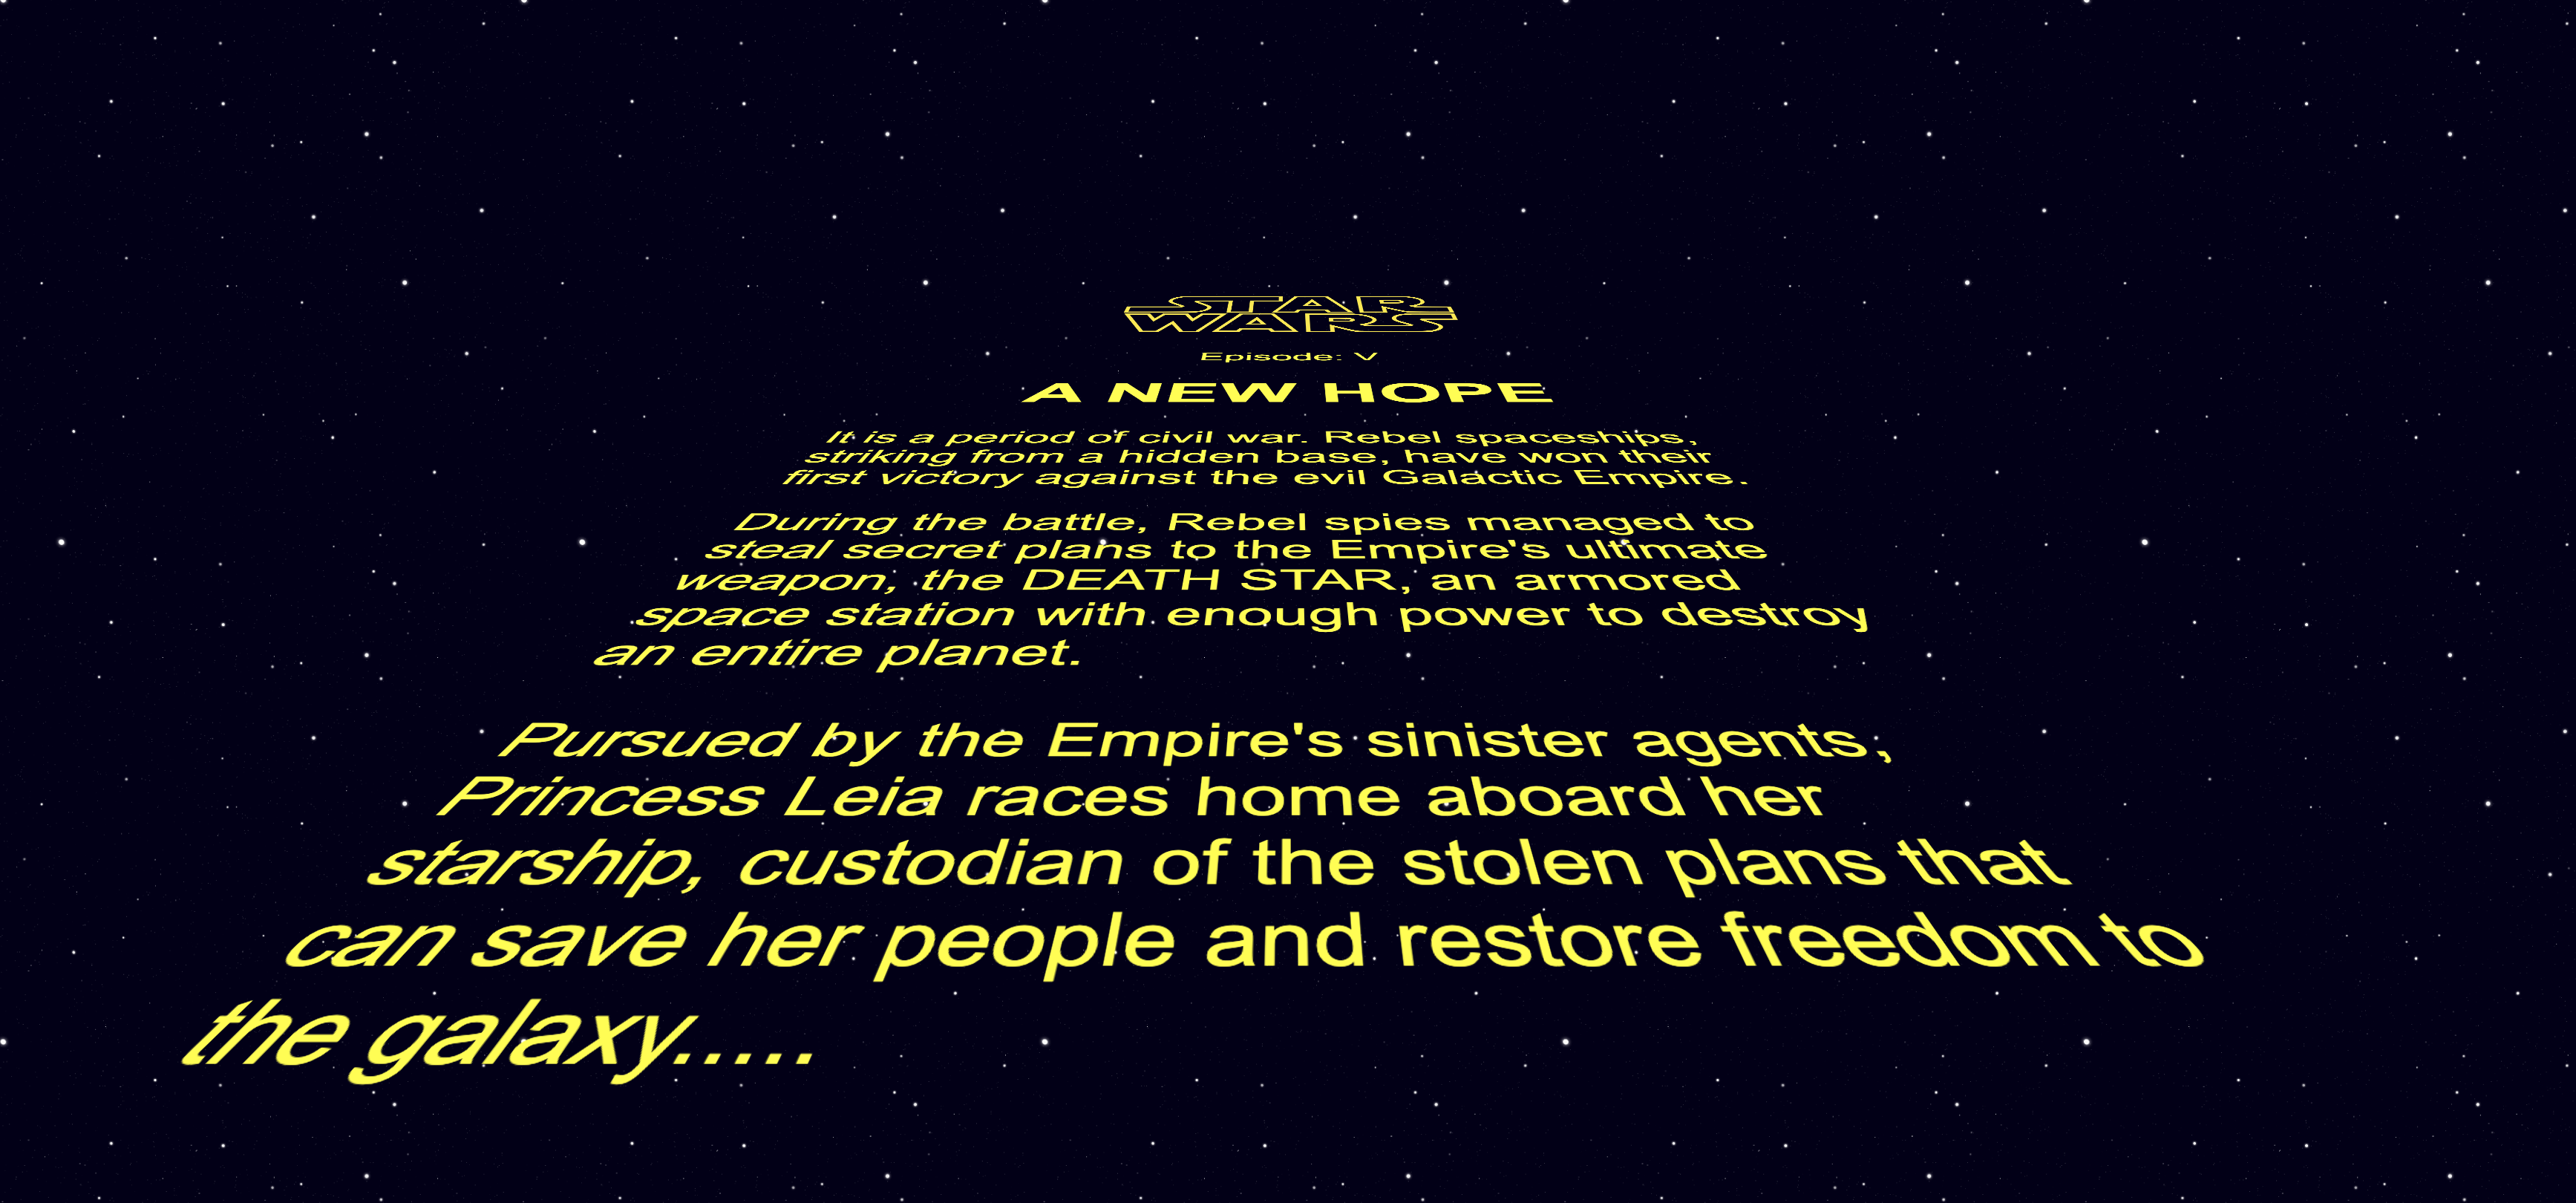 STAR
WARS
Episode: V
A NEW HOPE
It is a period of civil war. Rebel spaceships,
striking from a hidden base, have won their
first victory against the evil Galactic Empire.
During the battle, Rebel spies managed to
steal secret plans to the Empire's ultimate
weapon, the DEATH STAR, an armored
space station with enough power to destroy
an entire planet.
Pursued by the Empire's sinister agents,
Princess Leia races home aboard her
starship, custodian of the stolen plans that
can save her people and restore freedom to
the galaxy.....